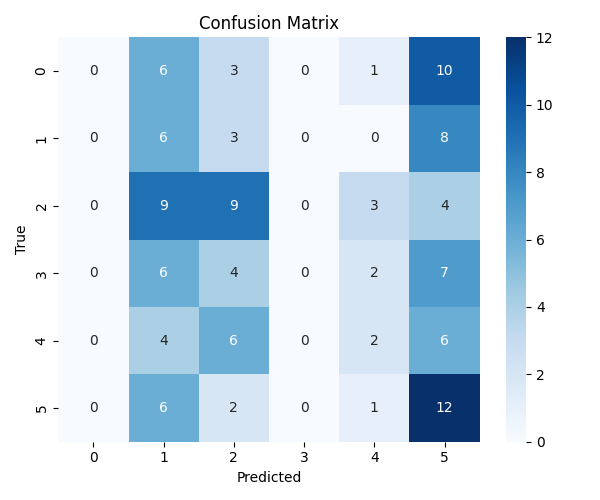 Confusion Matrix
0 0 6 3 0 1 10
1 0 6 3 0 0 8
2 0 9 9 0 3 4
3 0 6 4 0 2 7
4 0 4 6 0 2 6
5 0 6 2 0 1 12
0 1 2 3 4 5
Predicted
True
12
10
8
6
4
2
0